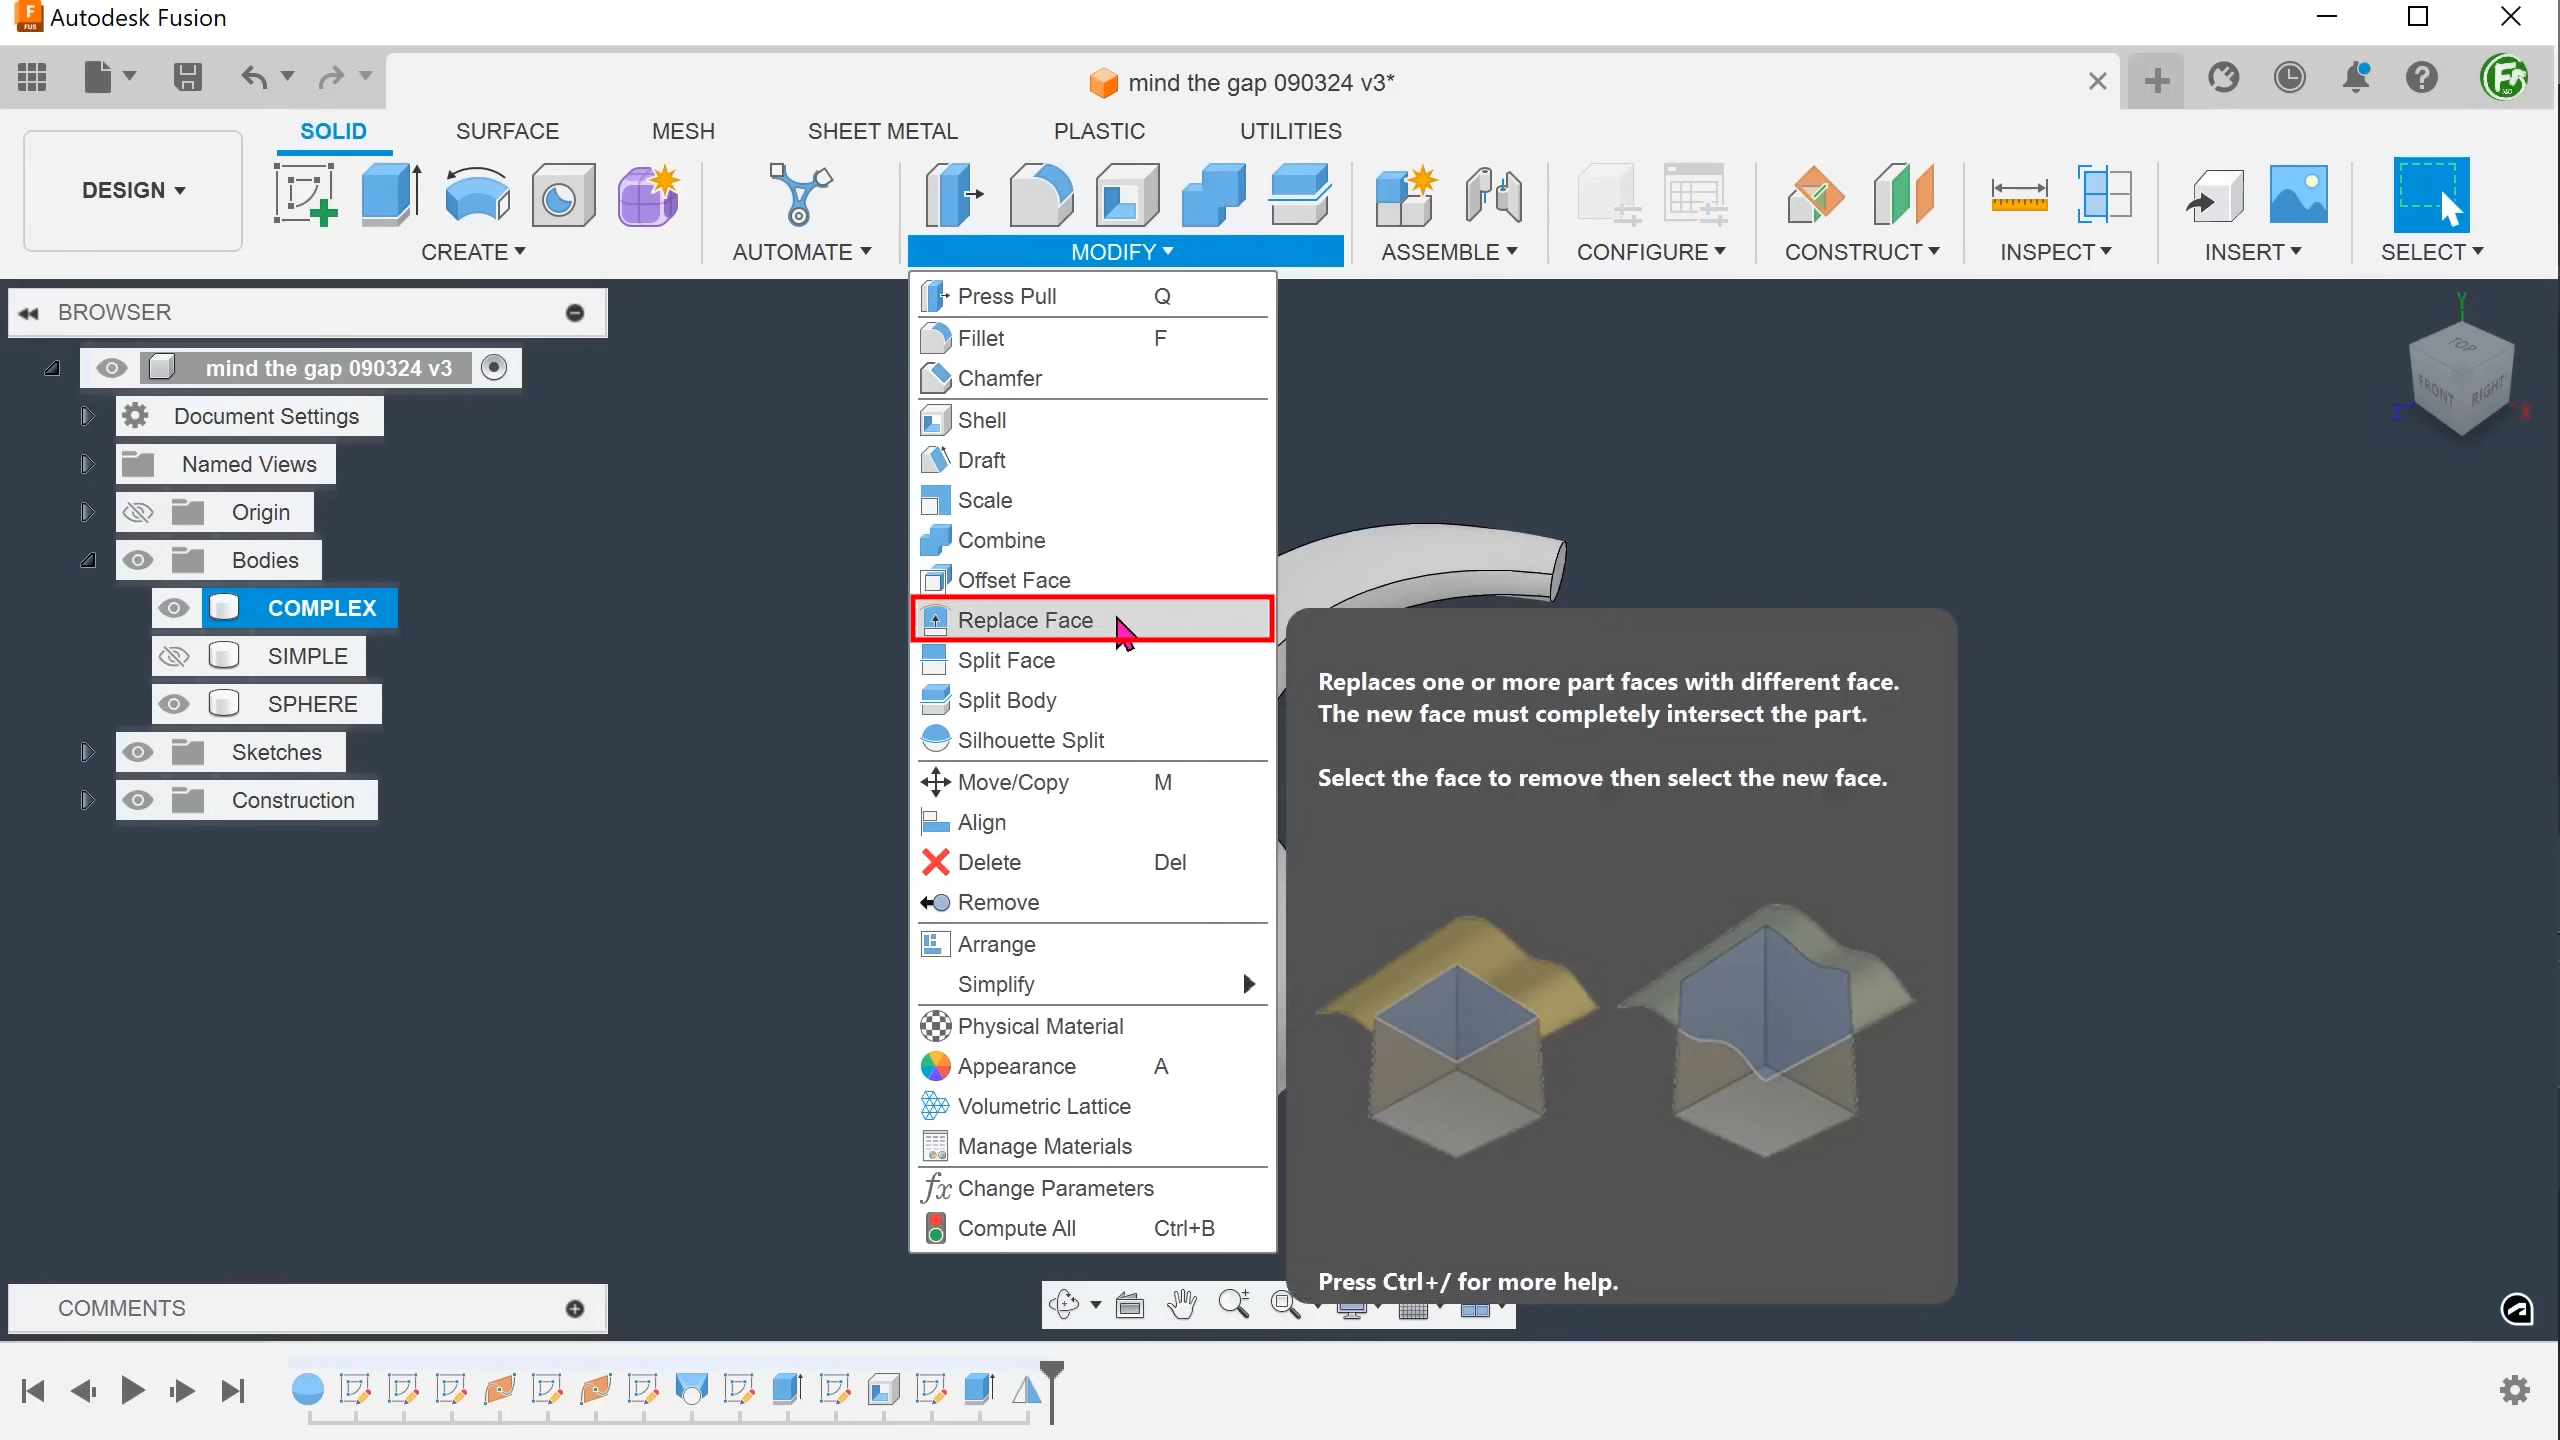 Autodesk Fusion
mind the gap 090324 v3*
SOLID SURFACE MESH SHEET METAL PLASTIC UTILITIES
DESIGN
CREATE AUTOMATE MODIFY ASSEMBLE CONFIGURE CONSTRUCT INSPECT INSERT SELECT
BROWSER
mind the gap 090324 v3
Document Settings
Named Views
Origin
Bodies
COMPLEX
SIMPLE
SPHERE
Sketches
Construction
Press Pull Q
Fillet F
Chamfer
Shell
Draft
Scale
Combine
Offset Face
Replace Face
Split Face
Split Body
Silhouette Split
Move/Copy M
Align
Delete Del
Remove
Arrange
Simplify
Physical Material
Appearance A
Volumetric Lattice
Manage Materials
Change Parameters
Compute All Ctrl+B
Replaces one or more part faces with different face.
The new face must completely intersect the part.
Select the face to remove then select the new face.
Press Ctrl+/ for more help.
Y
TOP
FRONT RIGHT
Z X
COMMENTS